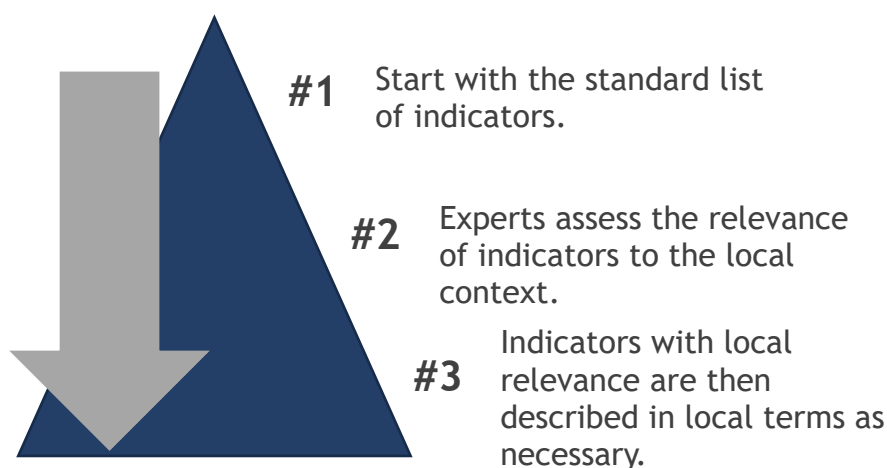 #1 Start with the standard list
of indicators.
#2 Experts assess the relevance
of indicators to the local
context.
#3 Indicators with local
relevance are then
described in local terms as
necessary.